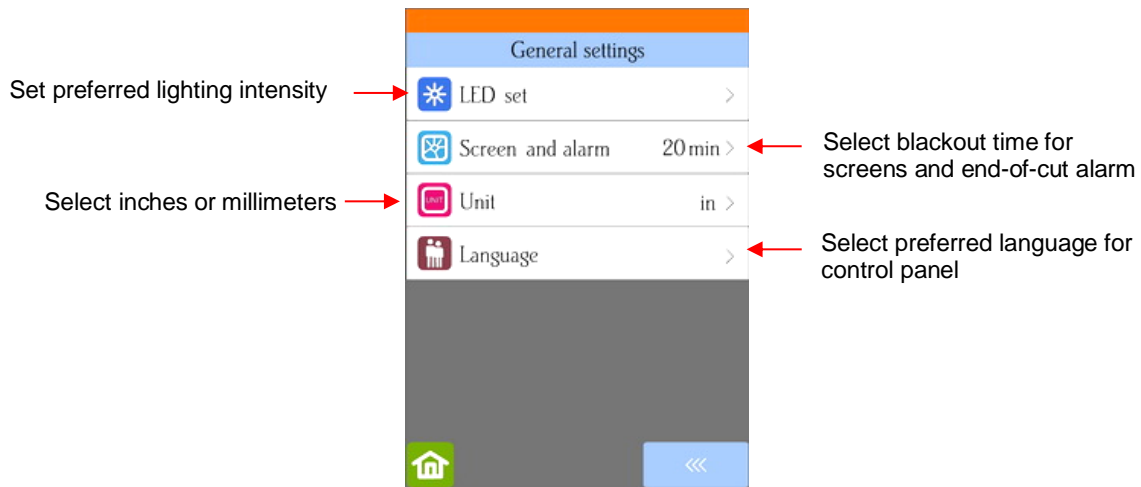 General settings
Set preferred lighting intensity
LED set
Screen and alarm 20 min
Select blackout time for
screens and end-of-cut alarm
Select inches or millimeters
UNIT
Unit in
Language
Select preferred language for
control panel